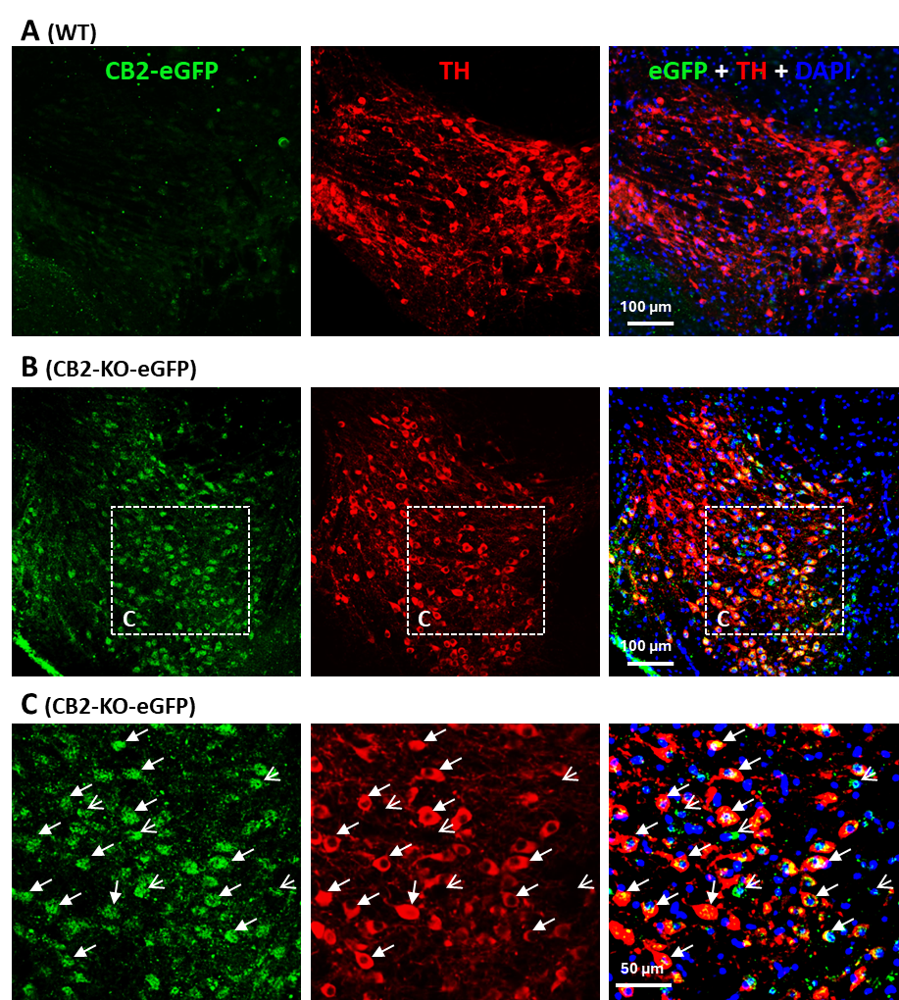 A (WT)
CB2-eGFP
TH
eGFP + TH + DAPI
100 µm
B (CB2-KO-eGFP)
C
C
C
100 µm
C (CB2-KO-eGFP)
50 µm